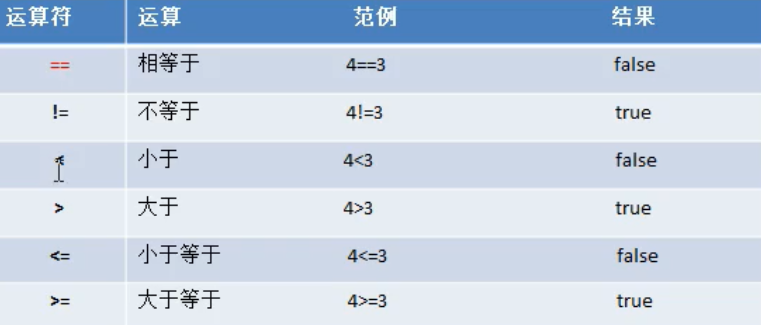 运算符 运算 范例 结果
== 相等于 4==3 false
!= 不等于 4!=3 true
< 小于 4<3 false
> 大于 4>3 true
<= 小于等于 4<=3 false
>= 大于等于 4>=3 true